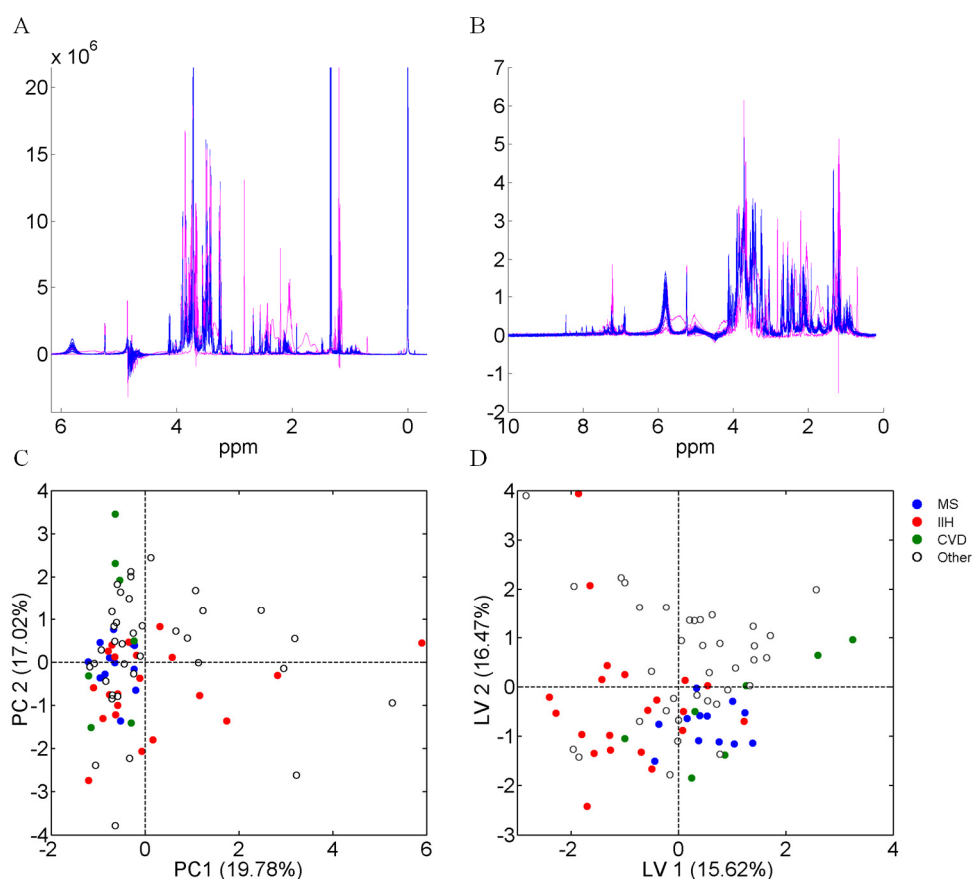 A
x 10⁶
20
15
10
5
0
6 4 2 0
ppm
B
7
6
5
4
3
2
1
0
-1
-2
10 8 6 4 2 0
ppm
C
4
3
2
1
0
-1
-2
-3
-4
PC 2 (17.02%)
-2 0 2 4 6
PC1 (19.78%)
D
4
3
2
1
0
-1
-2
-3
LV 2 (16.47%)
-2 0 2 4
LV 1 (15.62%)
MS
IIH
CVD
Other